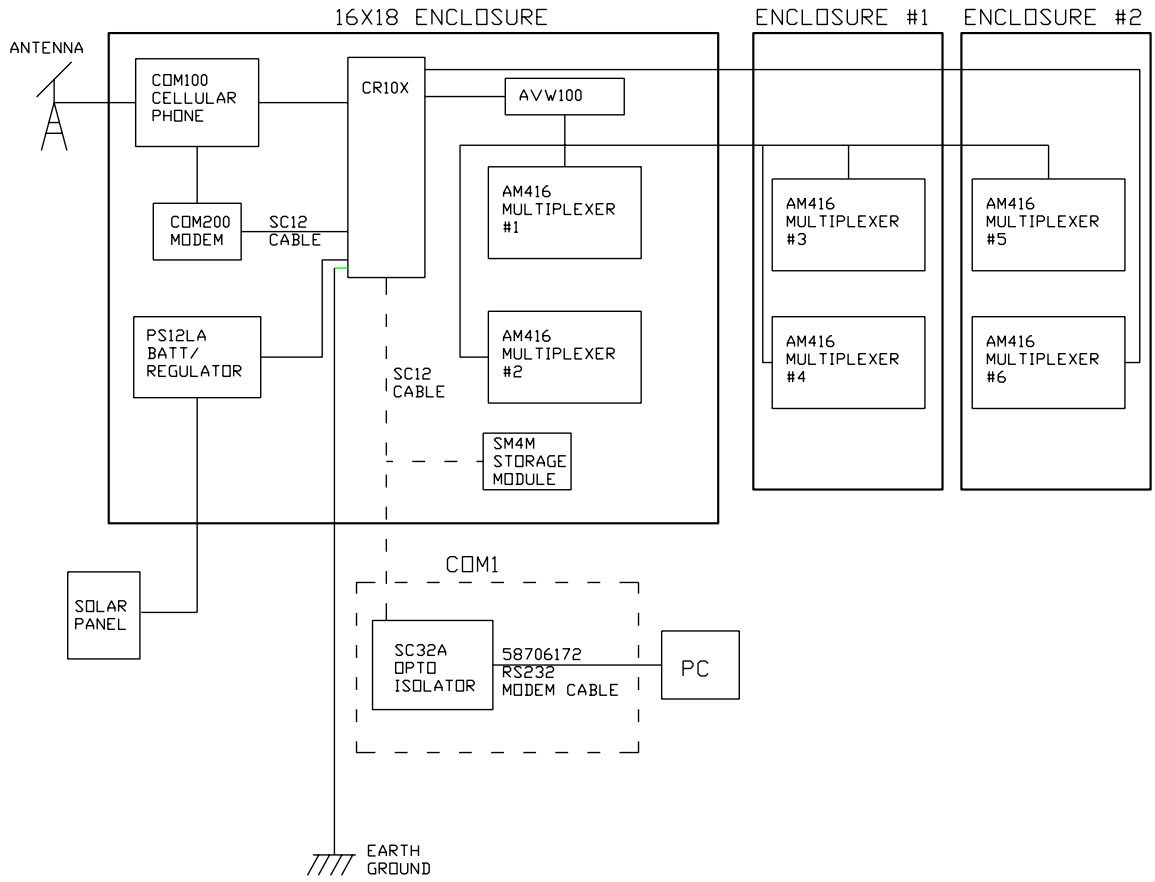 16X18 ENCLOSURE
ENCLOSURE #1
ENCLOSURE #2
ANTENNA
COM100
CELLULAR
PHONE
CR10X
AVW100
COM200
MODEM
SC12
CABLE
AM416
MULTIPLEXER
#1
AM416
MULTIPLEXER
#3
AM416
MULTIPLEXER
#5
PS12LA
BATT/
REGULATOR
AM416
MULTIPLEXER
#2
AM416
MULTIPLEXER
#4
AM416
MULTIPLEXER
#6
SC12
CABLE
SM4M
STORAGE
MODULE
SOLAR
PANEL
COM1
SC32A
OPTO
ISOLATOR
58706172
RS232
MODEM CABLE
PC
EARTH
GROUND